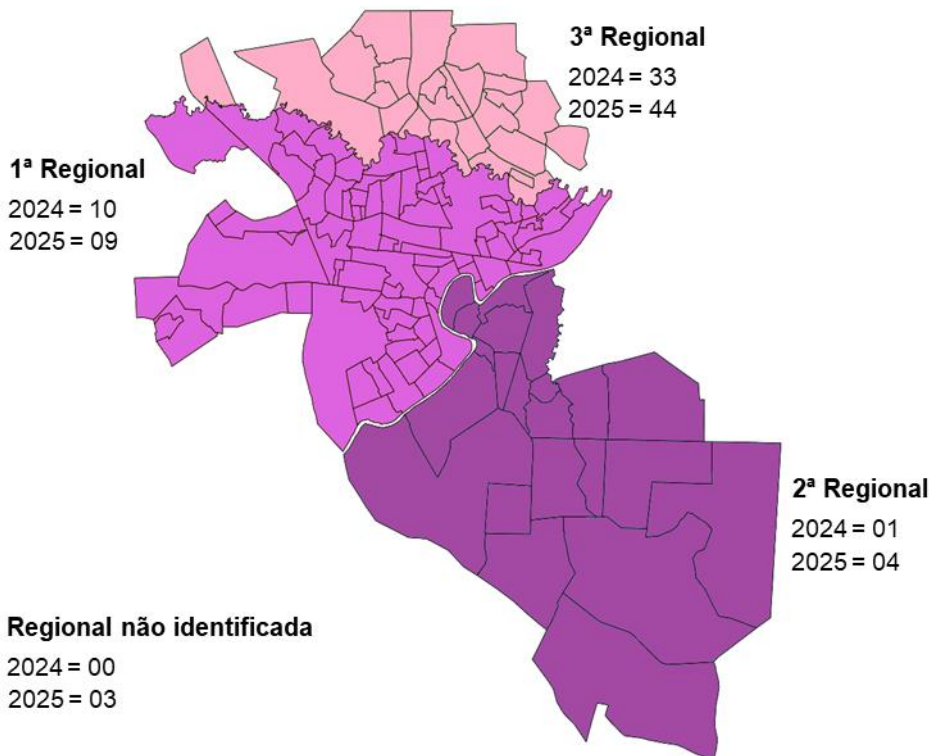 3ª Regional
2024 = 33
2025 = 44
1ª Regional
2024 = 10
2025 = 09
2ª Regional
2024 = 01
2025 = 04
Regional não identificada
2024 = 00
2025 = 03